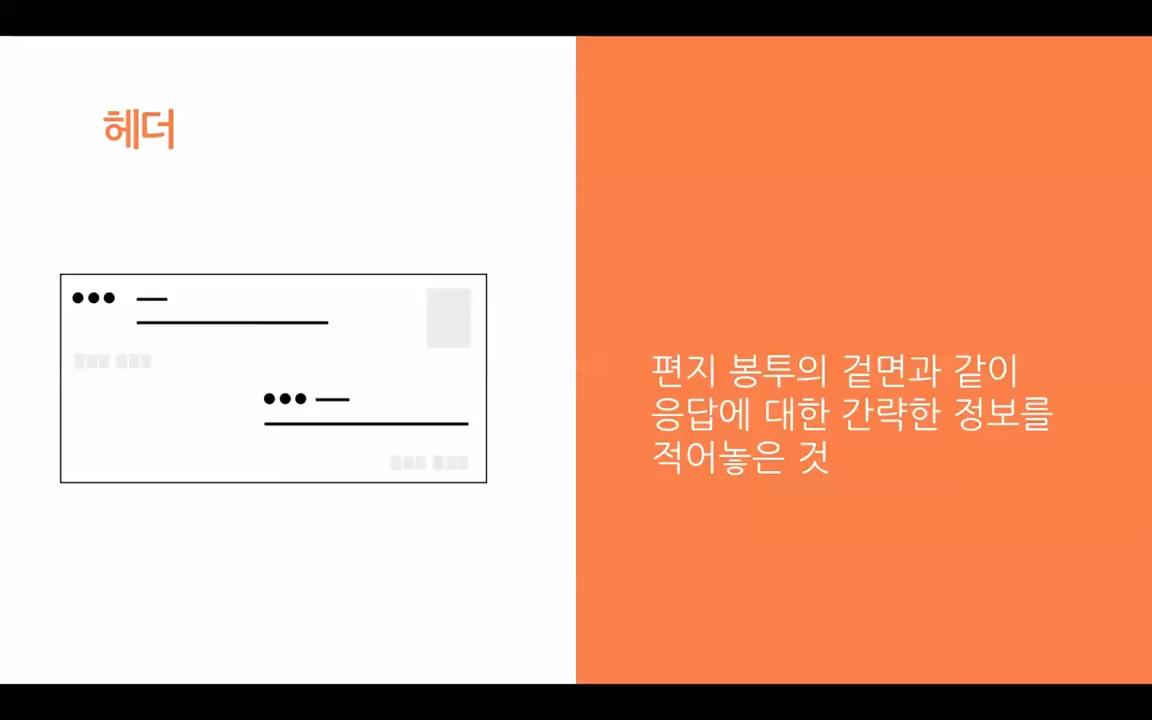 헤더
편지 봉투의 겉면과 같이
응답에 대한 간략한 정보를
적어놓은 것